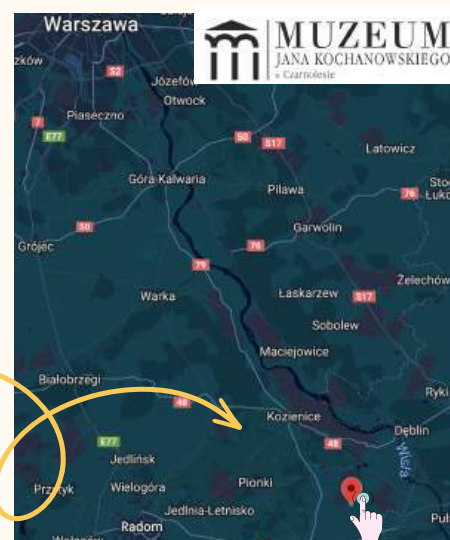 Warszawa
MUZEUM
JANA KOCHANOWSKIEGO
w Czarnolesie
S2
Józefów
Otwock
7
Piaseczno
E77
50
S17
Latowicz
Góra Kalwaria
Pilawa
76
50
Garwolin
Grójec
76
79
Żelechów
Warka
Łaskarzew
S17
Sobolew
Maciejowice
Białobrzegi
Ryki
48
Kozienice
Dęblin
E77
48
Wisła
Jedlińsk
Przytyk
Wielogóra
Pionki
Jedlnia-Letnisko
Radom